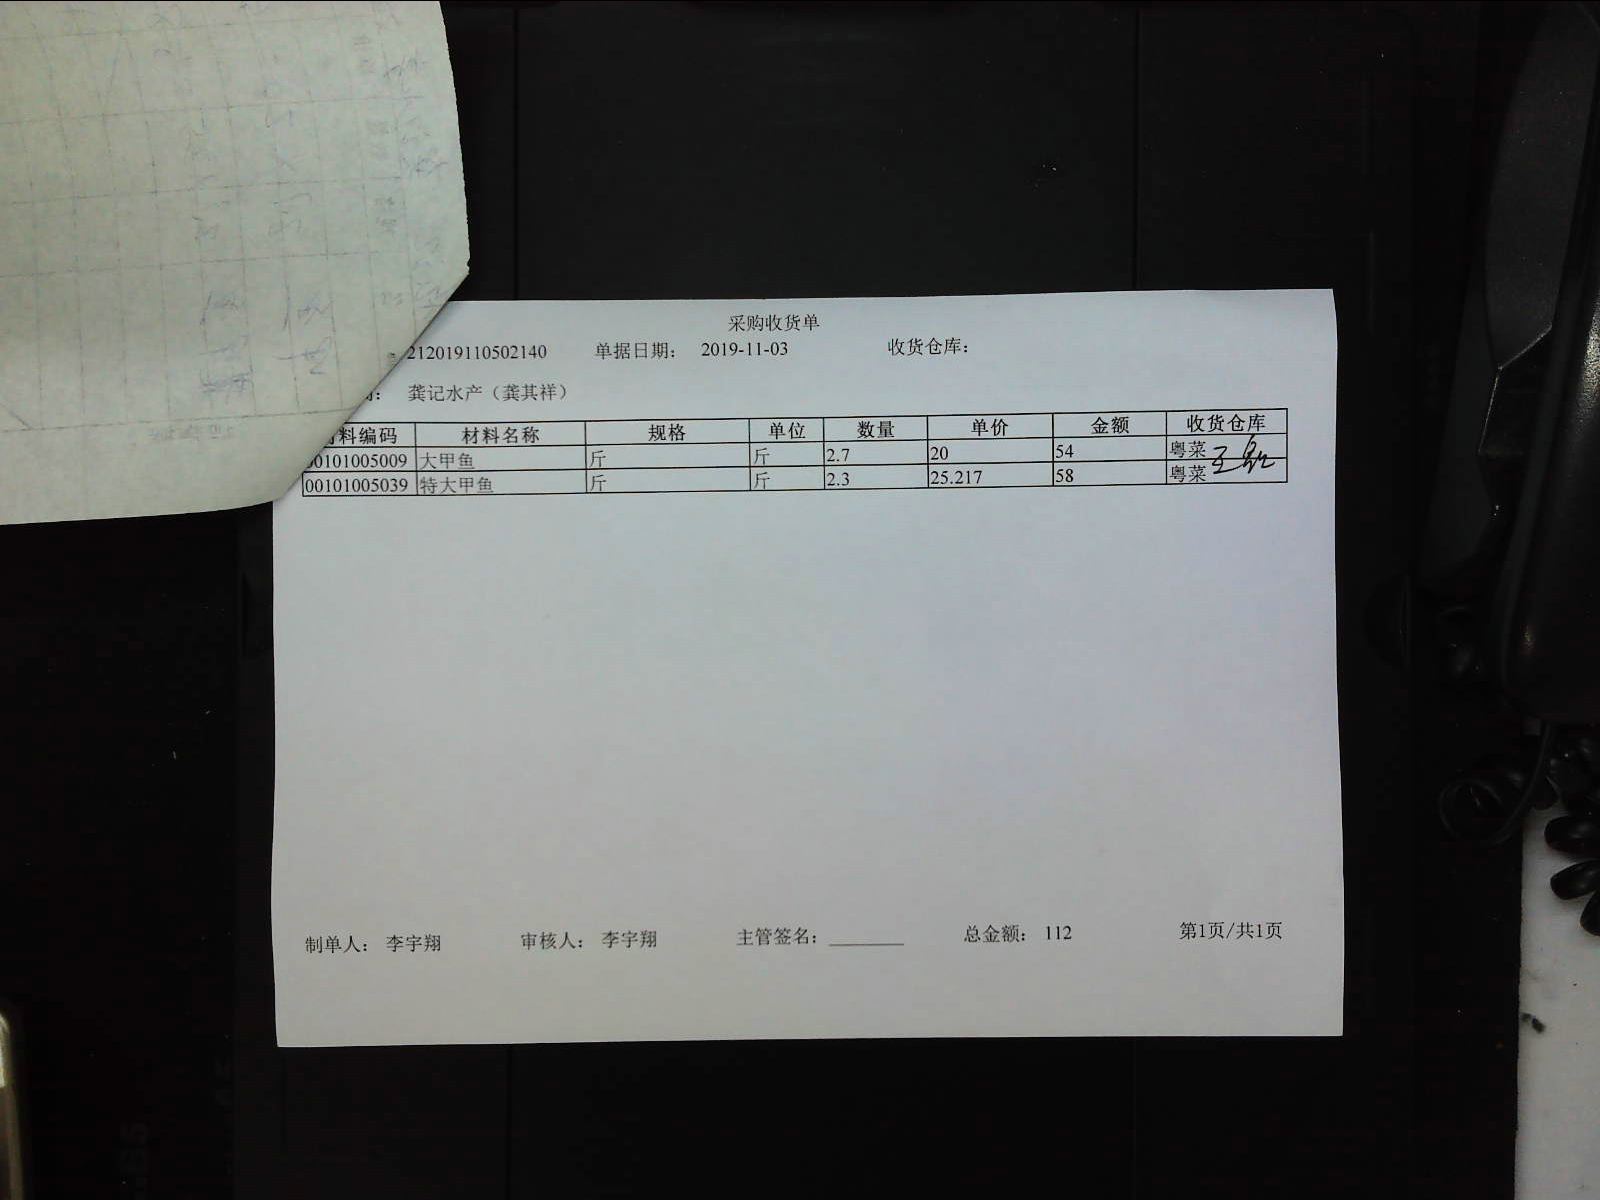 采购收货单
212019110502140 单据日期： 2019-11-03 收货仓库：
龚记水产（龚其祥）
料编码 材料名称 规格 单位 数量 单价 金额 收货仓库
00101005009 大甲鱼 斤 斤 2.7 20 54 粤菜
00101005039 特大甲鱼 斤 斤 2.3 25.217 58 粤菜
制单人： 李宇翔 审核人： 李宇翔 主管签名： 总金额： 112 第1页/共1页